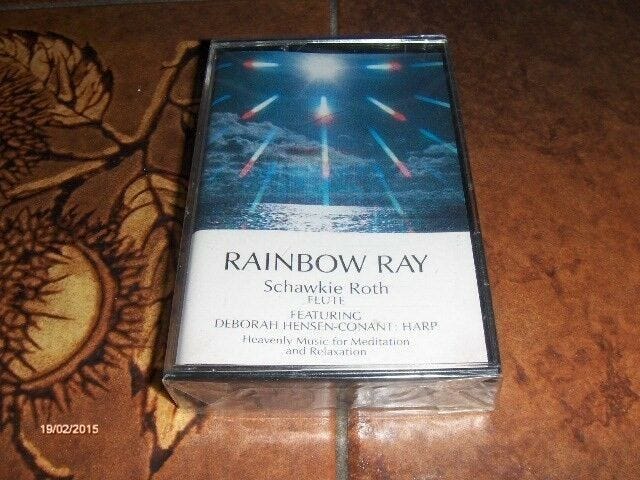 RAINBOW RAY
Schawkie Roth
FLUTE
FEATURING
DEBORAH HENSEN-CONANT: HARP
Heavenly Music for Meditation
and Relaxation
19/02/2015